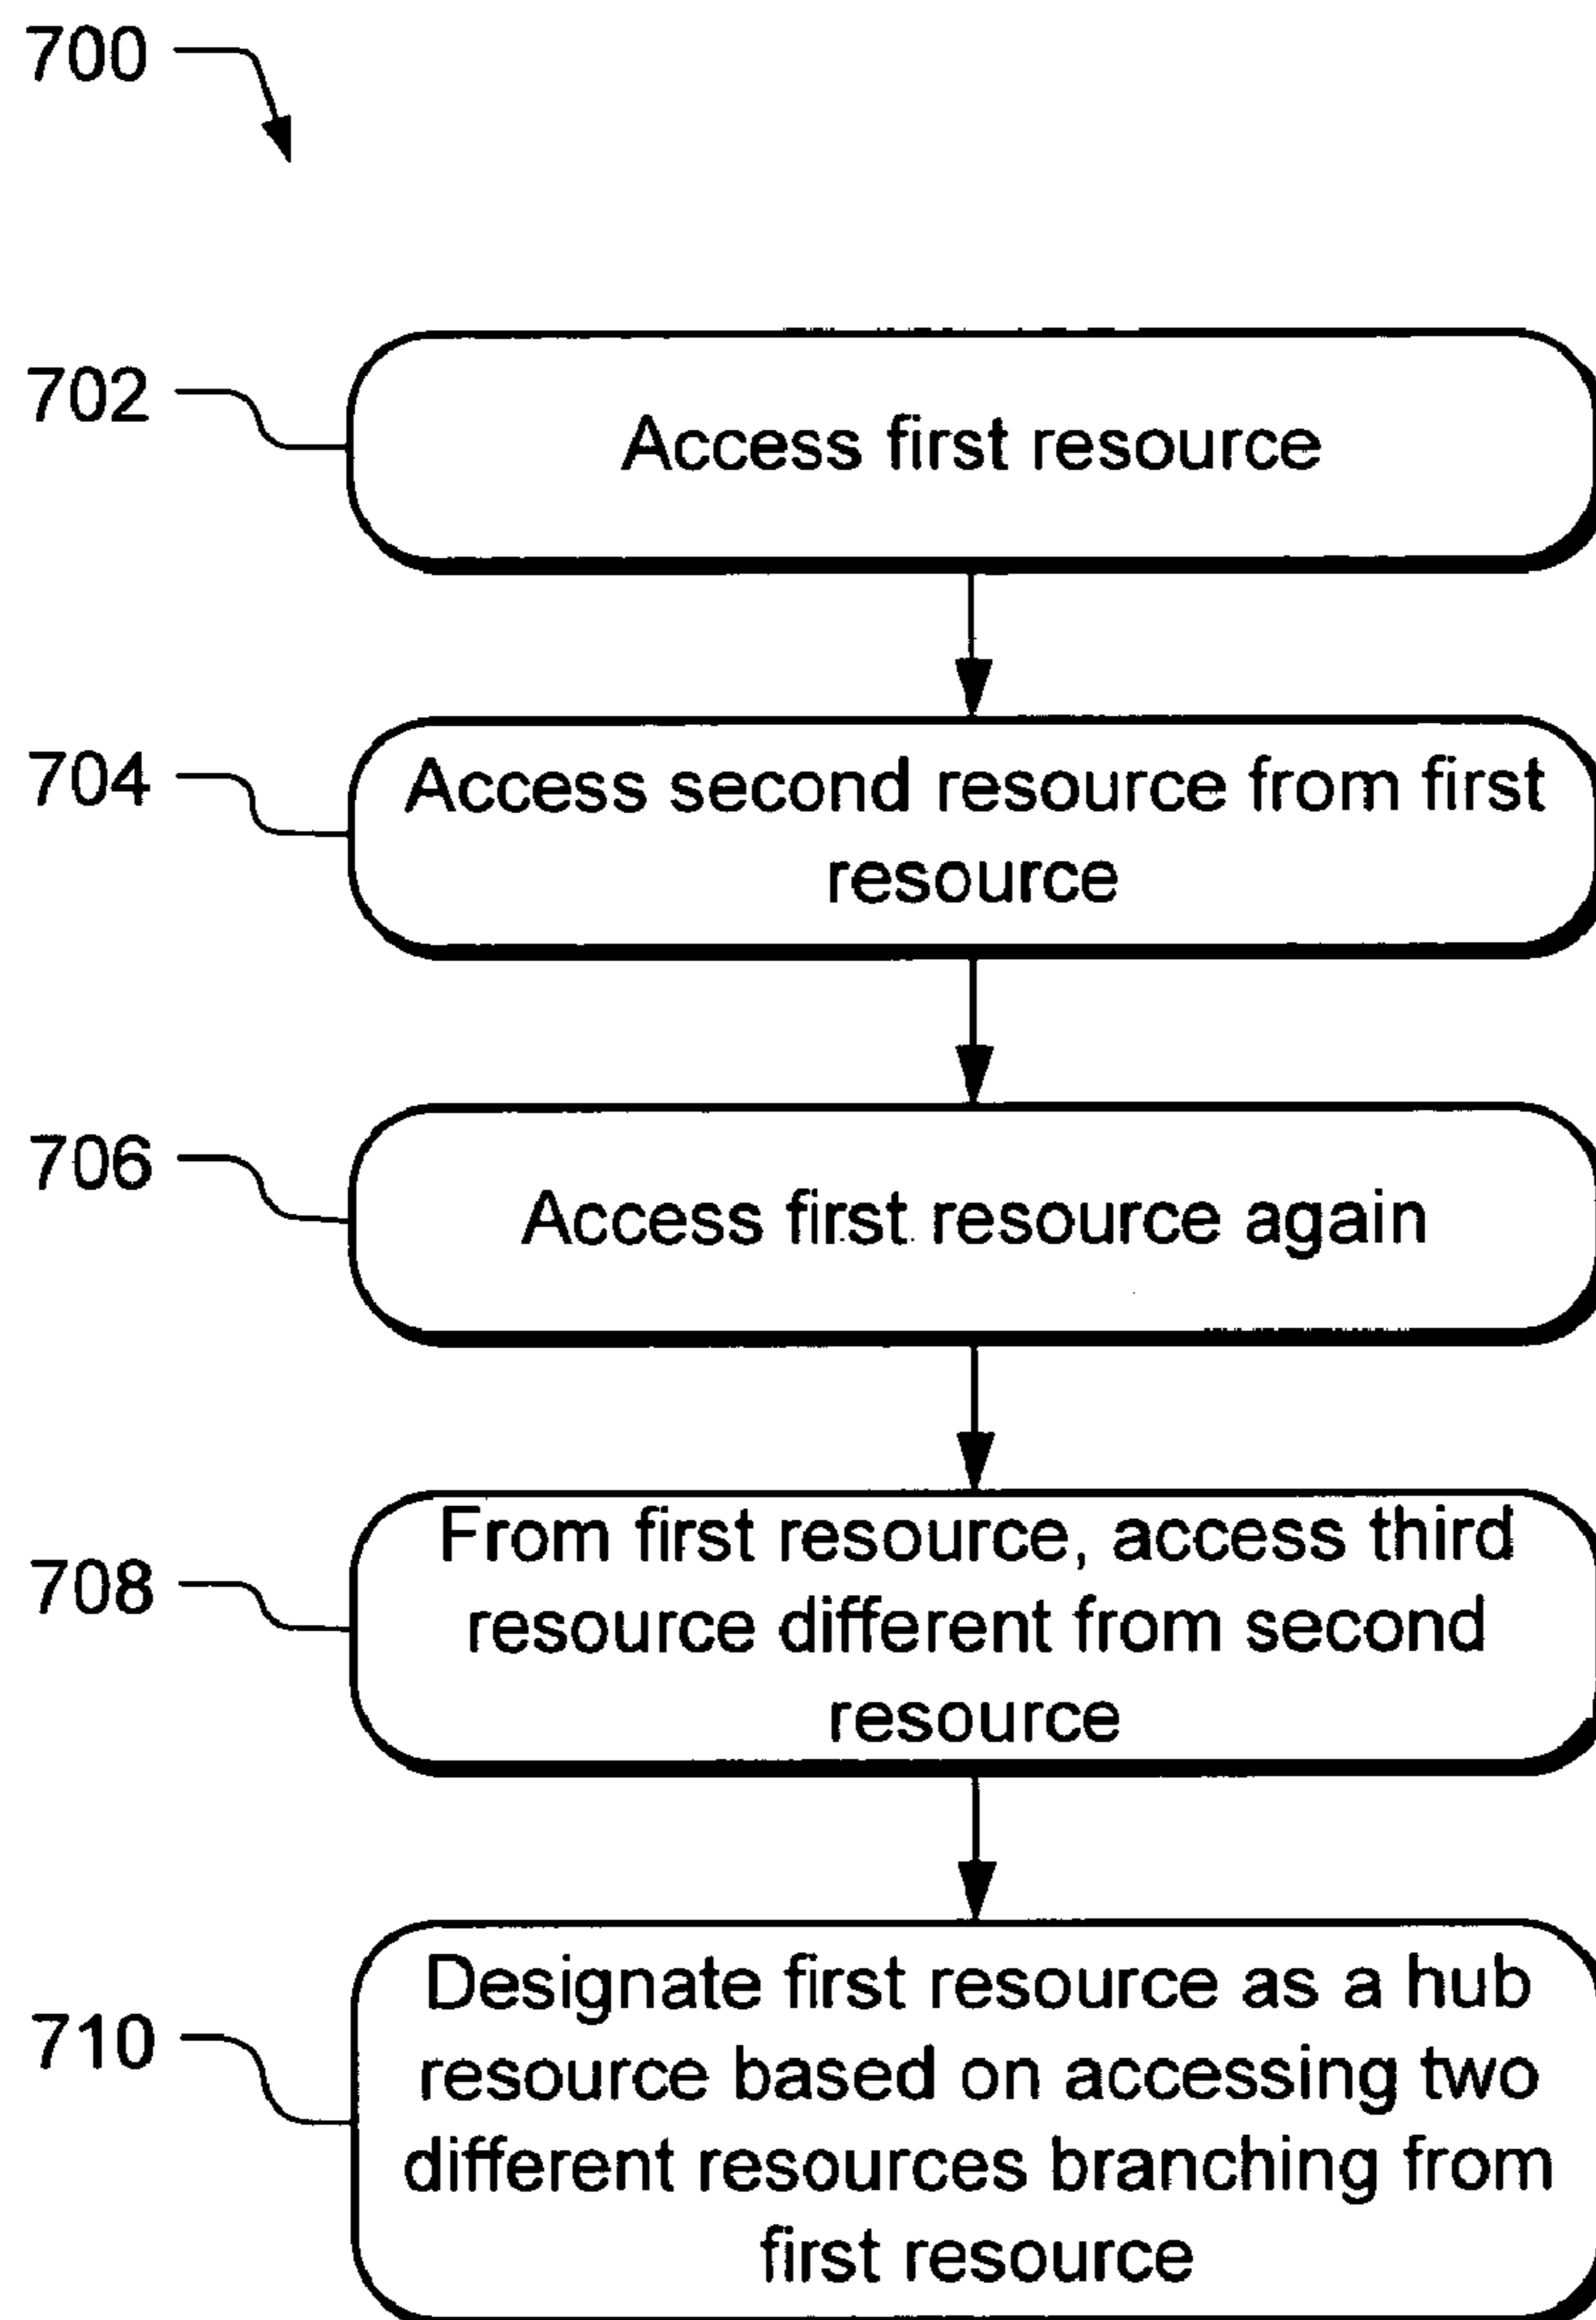 700
702
Access first resource
704
Access second resource from first
resource
706
Access first resource again
708
From first resource, access third
resource different from second
resource
710
Designate first resource as a hub
resource based on accessing two
different resources branching from
first resource